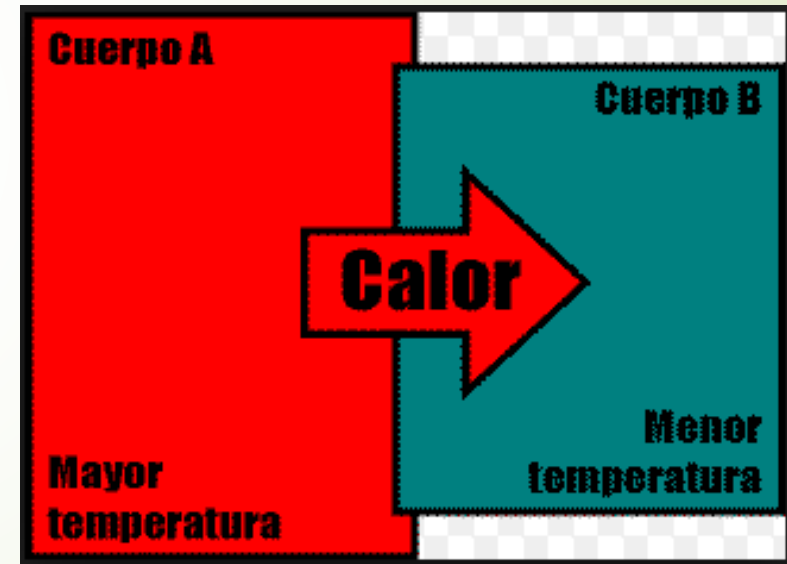 Cuerpo A
Cuerpo B
Calor
Mayor
temperatura
Menor
temperatura